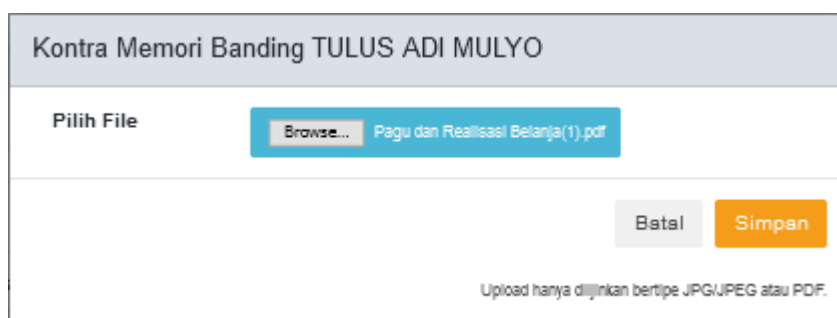 Kontra Memori Banding TULUS ADI MULYO
Pilih File
Browse... Pagu dan Realisasi Belanja(1).pdf
Batal Simpan
Upload hanya diijinkan bertipe JPG/JPEG atau PDF.